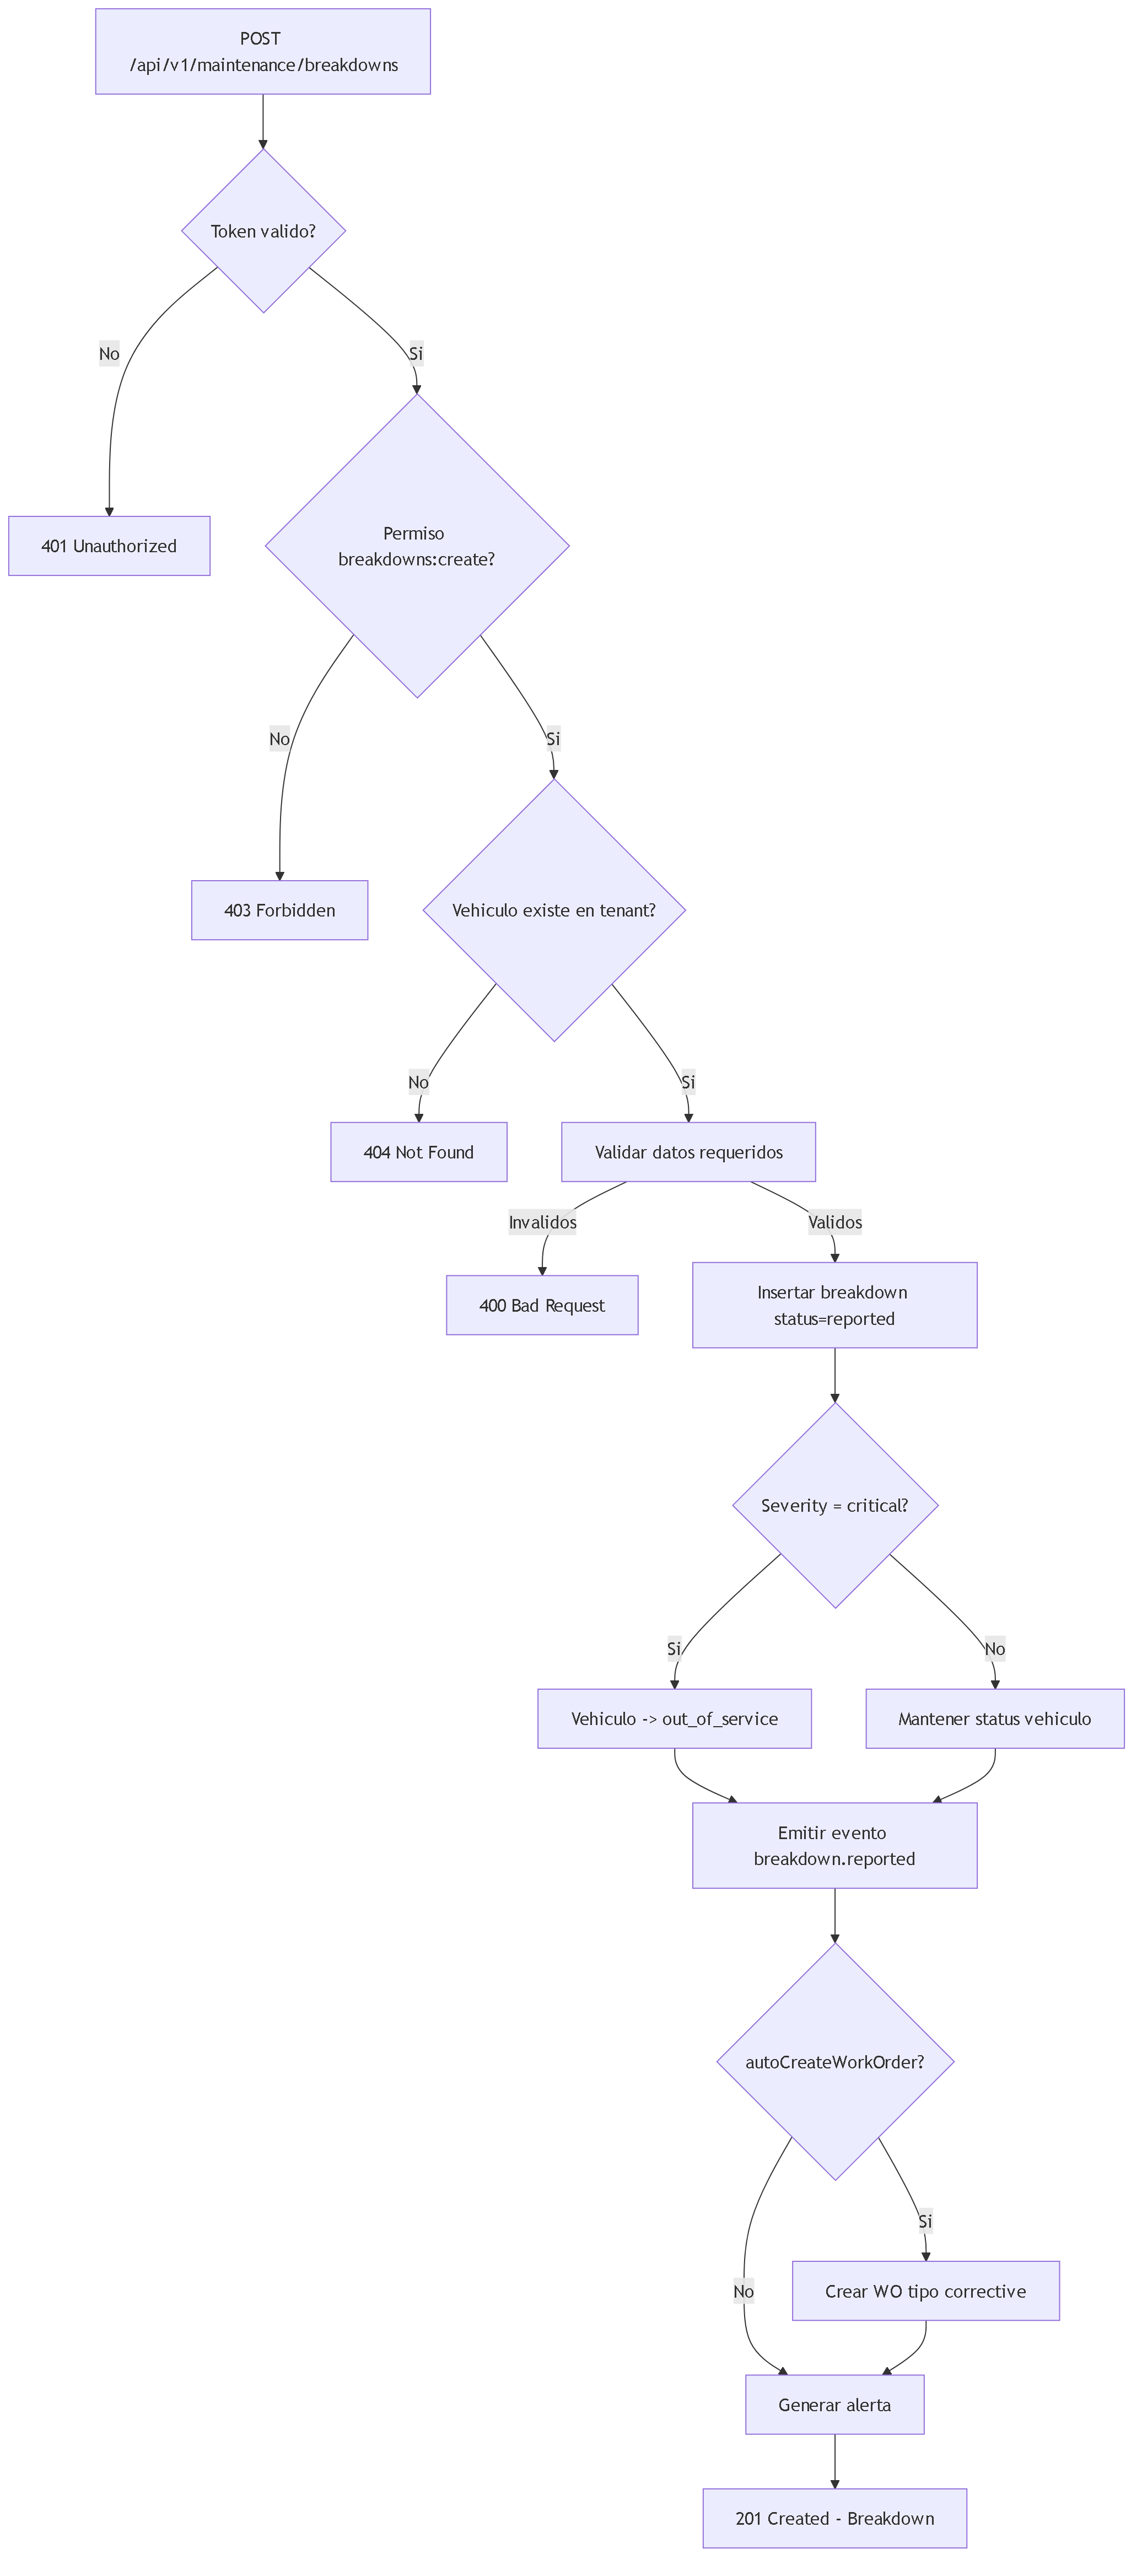 POST
/api/v1/maintenance/breakdowns
Token valido?
No
Si
401 Unauthorized
Permiso
breakdowns:create?
No
Si
403 Forbidden
Vehiculo existe en tenant?
No
Si
404 Not Found
Validar datos requeridos
Invalidos
Validos
400 Bad Request
Insertar breakdown
status=reported
Severity = critical?
Si
No
Vehiculo -> out_of_service
Mantener status vehiculo
Emitir evento
breakdown.reported
autoCreateWorkOrder?
Si
No
Crear WO tipo corrective
Generar alerta
201 Created - Breakdown